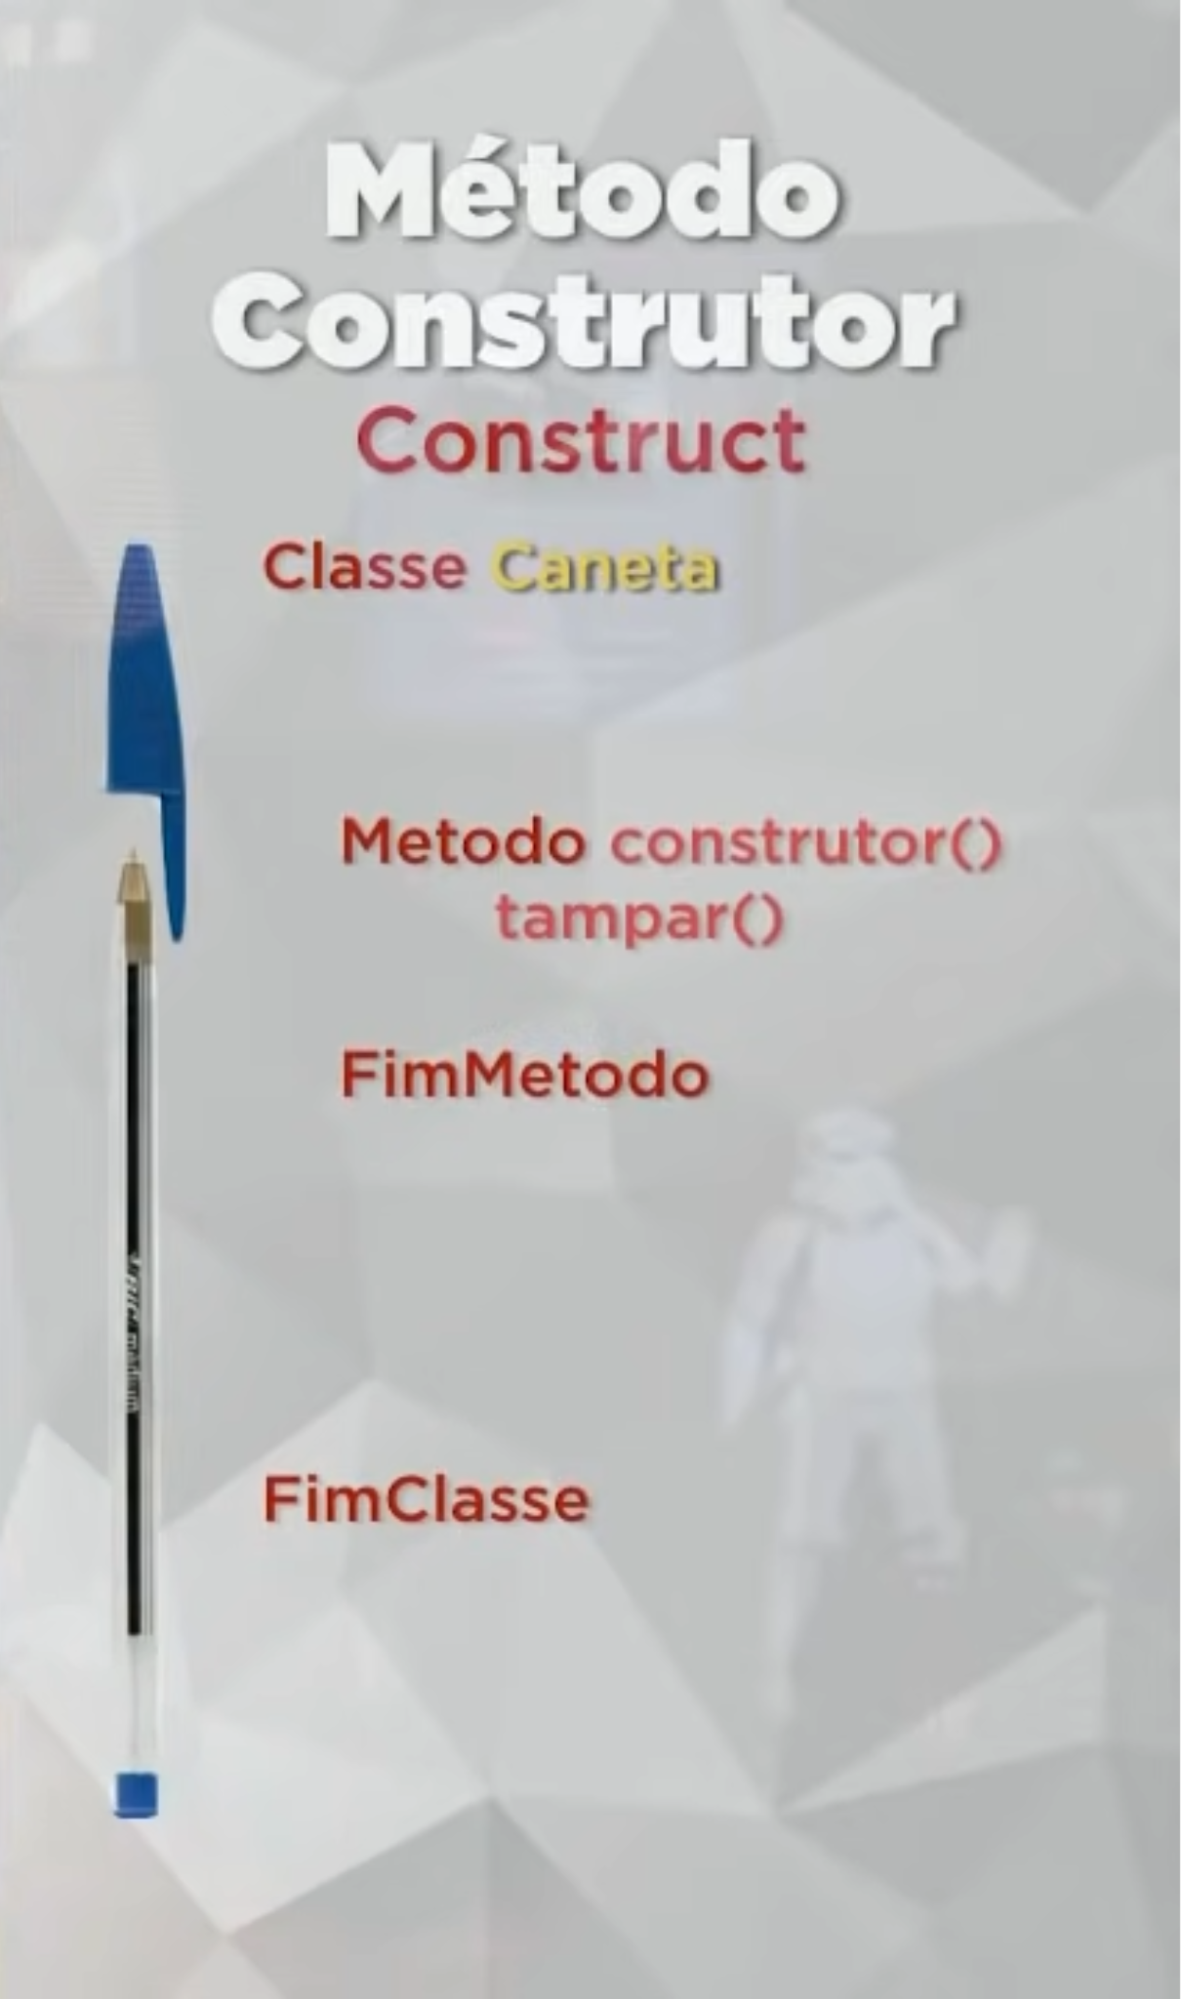 Método
Construtor
Construct
Classe Caneta
Metodo construtor()
tampar()
FimMetodo
FimClasse